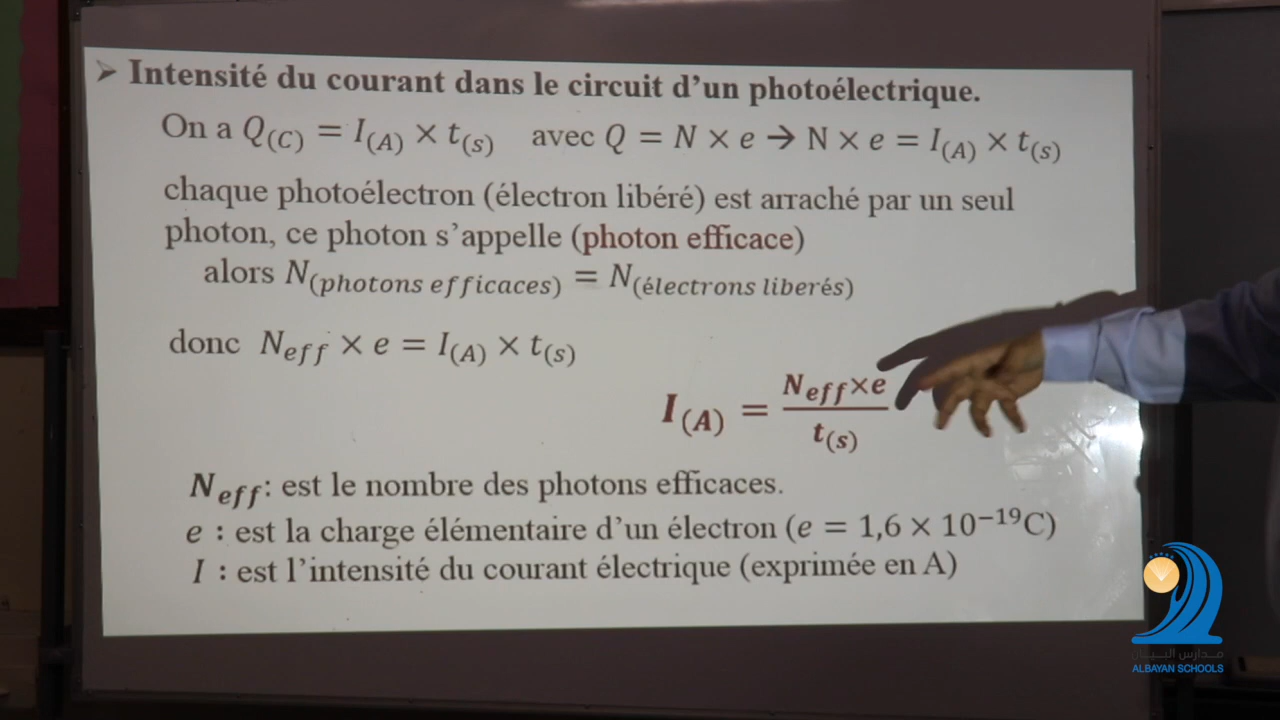 ➢ Intensité du courant dans le circuit d'un photoélectrique.
On a Q(C) = I(A) × t(s) avec Q = N × e → N × e = I(A) × t(s)
chaque photoélectron (électron libéré) est arraché par un seul
photon, ce photon s'appelle (photon efficace)
alors N(photons efficaces) = N(électrons liberés)
donc Neff × e = I(A) × t(s)
I(A) = Neff×e / t(s)
Neff: est le nombre des photons efficaces.
e : est la charge élémentaire d'un électron (e = 1,6 × 10⁻¹⁹C)
I : est l'intensité du courant électrique (exprimée en A)
مدارس البيان
ALBAYAN SCHOOLS